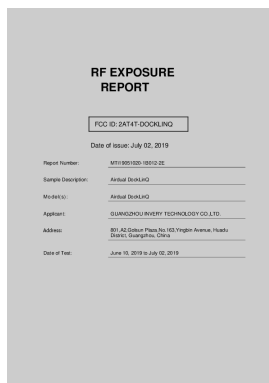 RF EXPOSURE
REPORT
FCC ID: 2AT4T-DOCKLINQ
Date of issue: July 02, 2019
Report Number: MTi19051520-1B012-2E
Sample Description: Airdual DockLinQ
Model(s): Airdual DockLinQ
Applicant: GUANGZHOU INVERY TECHNOLOGY CO.,LTD.
Address: 801,A2,Golsun Plaza,No.163,Yingbin Avenue, Huadu
District, Guangzhou, China
Date of Test: June 10, 2019 to July 02, 2019